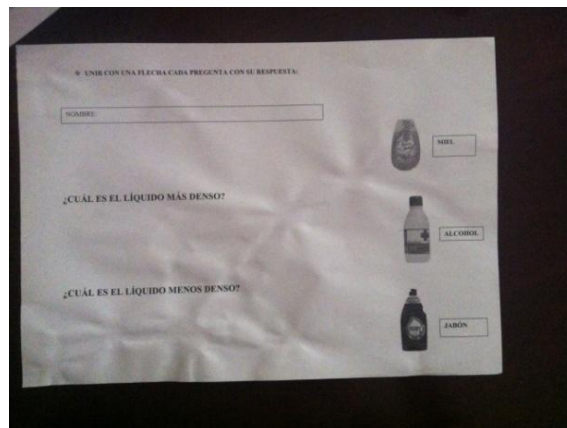 UNIR CON UNA FLECHA CADA PREGUNTA CON SU RESPUESTA:
NOMBRE:
MIEL
¿CUÁL ES EL LÍQUIDO MÁS DENSO?
ALCOHOL
¿CUÁL ES EL LÍQUIDO MENOS DENSO?
JABÓN